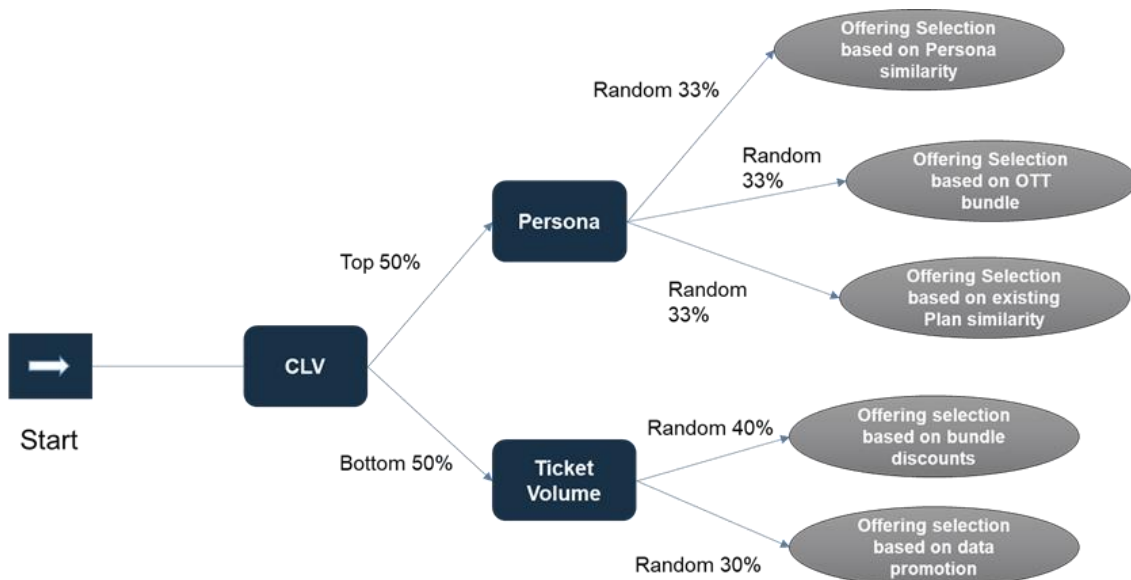 Offering Selection
based on Persona
similarity
Random 33%
Random
33%
Offering Selection
based on OTT
bundle
Persona
Top 50%
Random
33%
Offering Selection
based on existing
Plan similarity
CLV
Start
Bottom 50%
Ticket
Volume
Random 40%
Offering selection
based on bundle
discounts
Random 30%
Offering selection
based on data
promotion